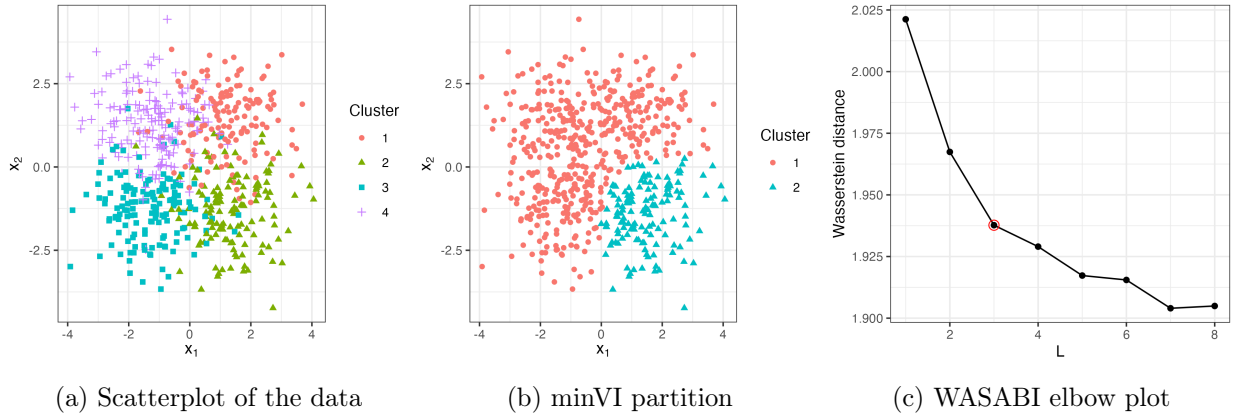 2.5
0.0
-2.5
x2
-4
-2
0
2
4
x1
Cluster
1
2
3
4
(a) Scatterplot of the data
2.5
0.0
-2.5
x2
-4
-2
0
2
4
x1
Cluster
1
2
(b) minVI partition
2.025
2.000
1.975
1.950
1.925
1.900
Wasserstein distance
2
4
6
8
L
(c) WASABI elbow plot